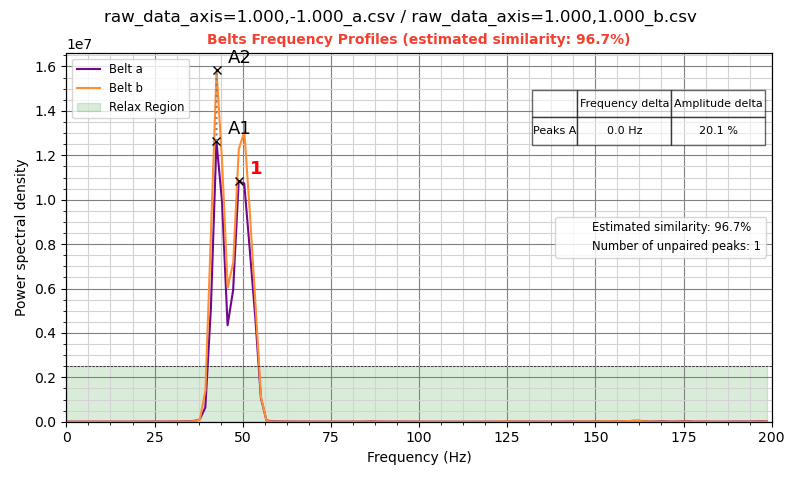 raw_data_axis=1.000,-1.000_a.csv / raw_data_axis=1.000,1.000_b.csv
Belts Frequency Profiles (estimated similarity: 96.7%)
1e7
Belt a
Belt b
Relax Region
A2
A1
1
Frequency delta Amplitude delta
Peaks A 0.0 Hz 20.1 %
Estimated similarity: 96.7%
Number of unpaired peaks: 1
Power spectral density
1.6
1.4
1.2
1.0
0.8
0.6
0.4
0.2
0.0
0 25 50 75 100 125 150 175 200
Frequency (Hz)